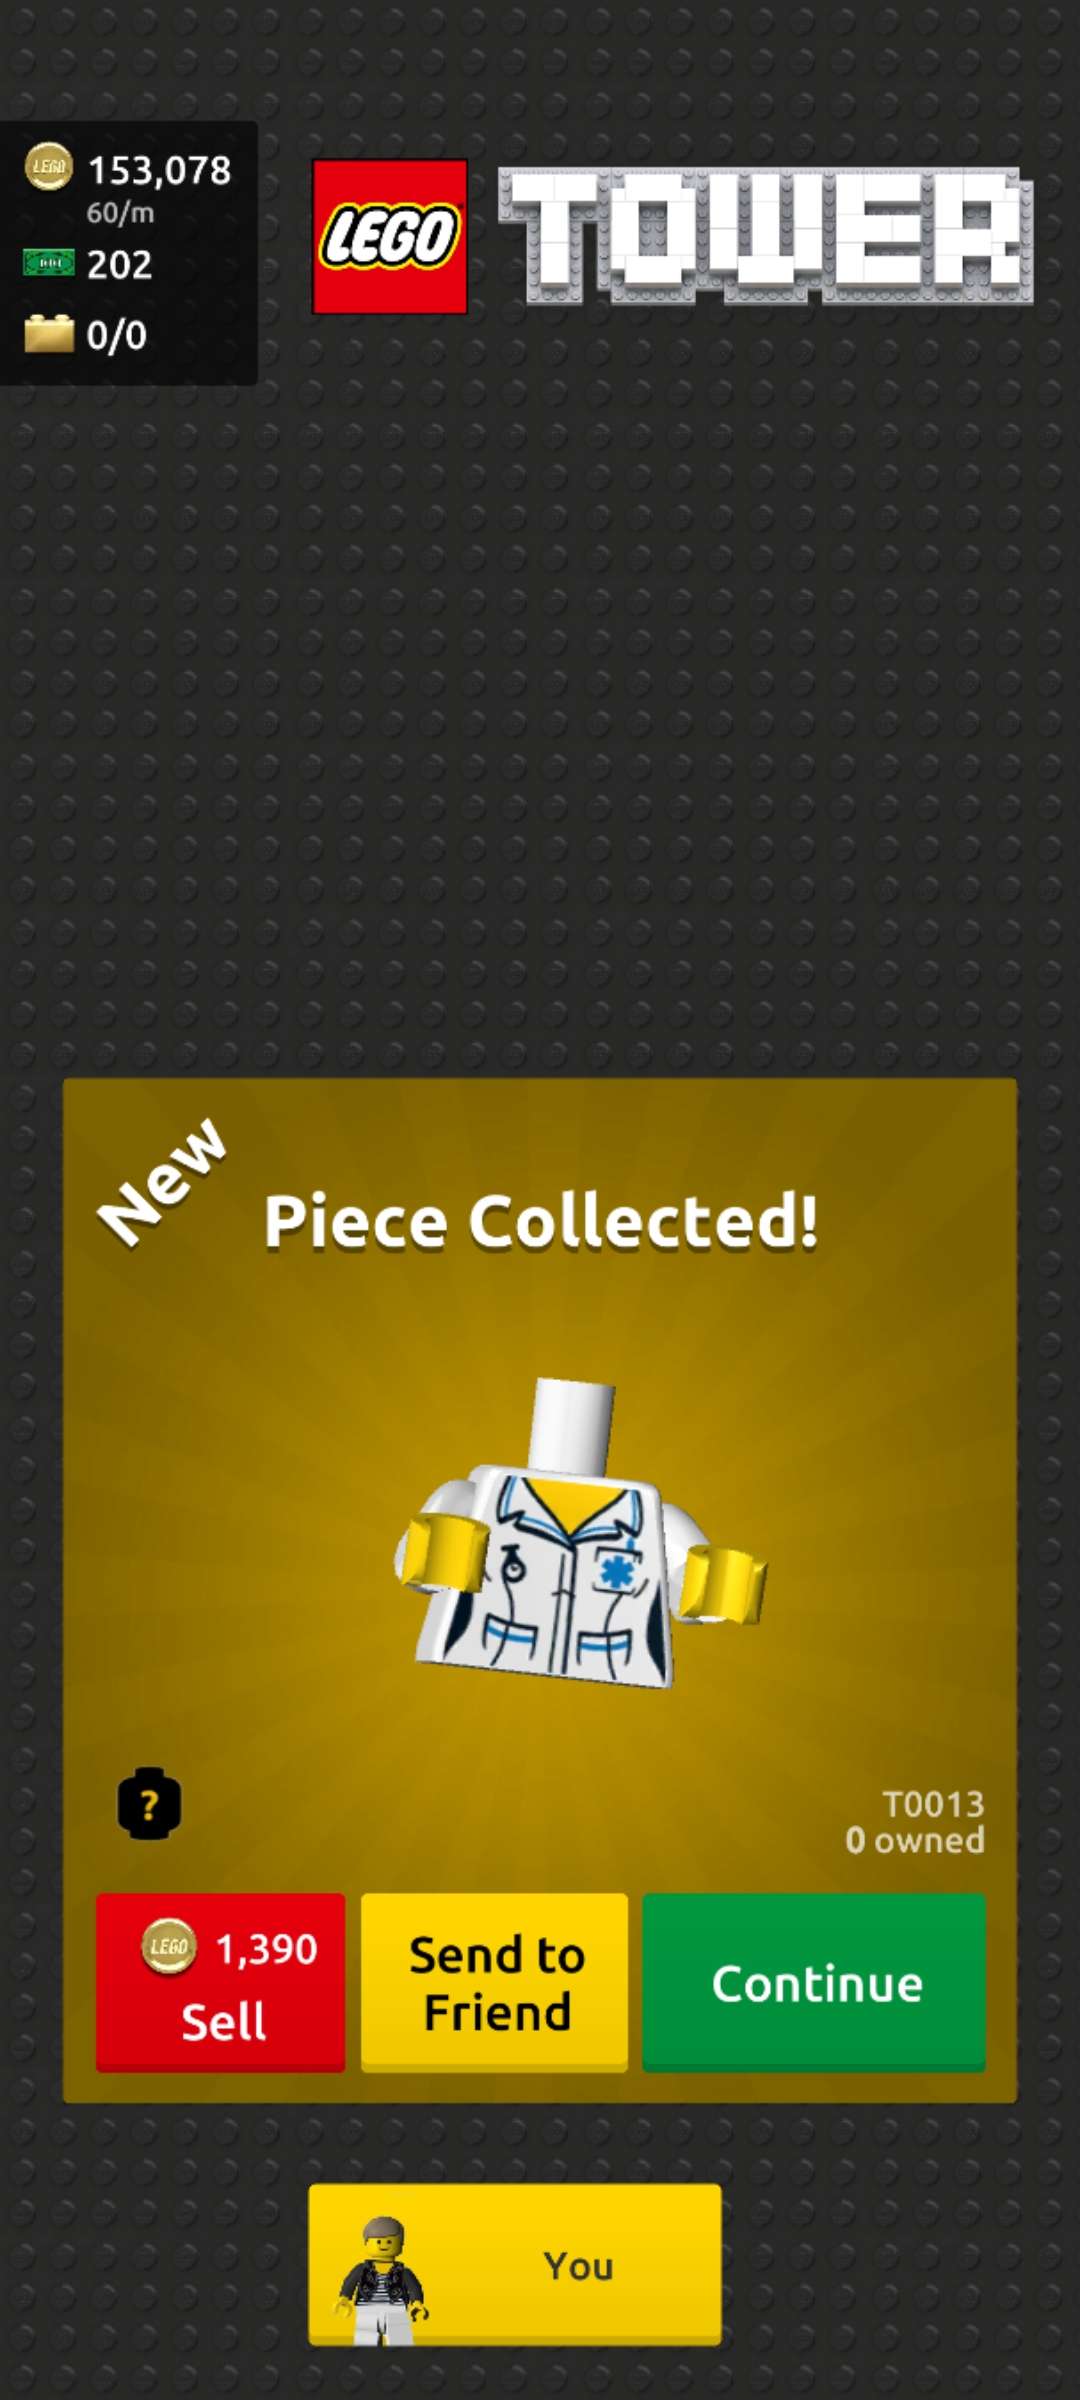 LEGO 153,078
60/m
202
0/0
LEGO TOWER
New
Piece Collected!
?
T0013
0 owned
LEGO 1,390
Sell
Send to
Friend
Continue
You